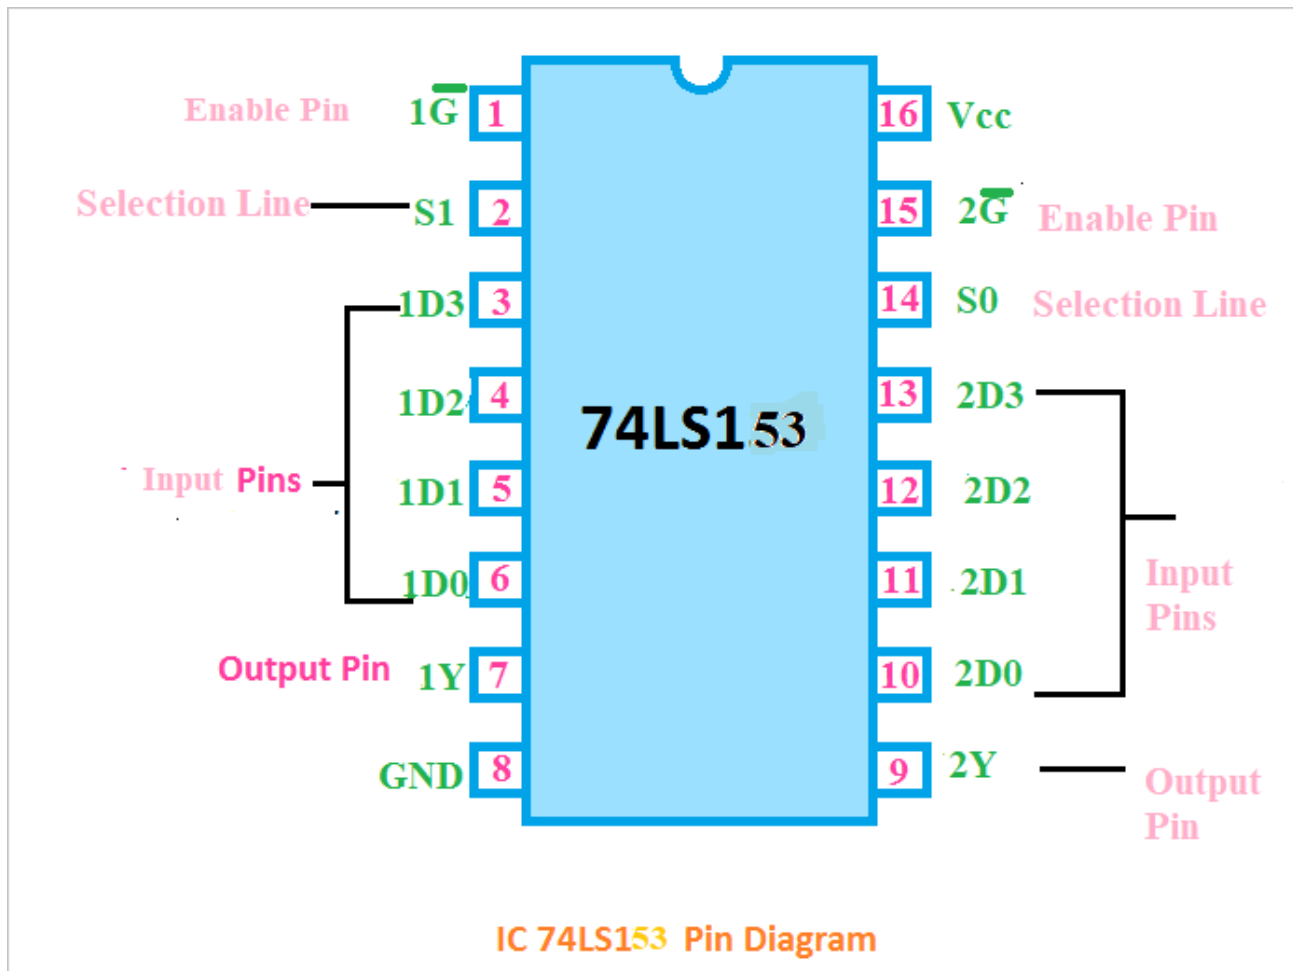 Enable Pin 1G̅ 1 16 Vcc
Selection Line S1 2 15 2G̅ Enable Pin
1D3 3 14 S0 Selection Line
1D2 4 13 2D3
74LS153
Input Pins 1D1 5 12 2D2
1D0 6 11 2D1 Input
Pins
Output Pin 1Y 7 10 2D0
GND 8 9 2Y Output
Pin
IC 74LS153 Pin Diagram